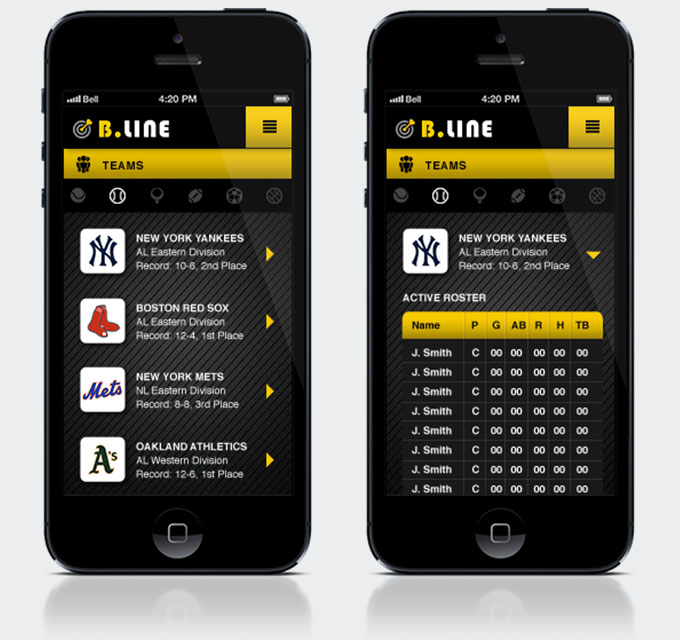 Bell 4:20 PM
B.LINE
TEAMS
NEW YORK YANKEES
AL Eastern Division
Record: 10-6, 2nd Place
BOSTON RED SOX
AL Eastern Division
Record: 12-4, 1st Place
Mets
NEW YORK METS
NL Eastern Division
Record: 8-8, 3rd Place
A's
OAKLAND ATHLETICS
AL Western Division
Record: 12-6, 1st Place
Bell 4:20 PM
B.LINE
TEAMS
NEW YORK YANKEES
AL Eastern Division
Record: 10-6, 2nd Place
ACTIVE ROSTER
Name P G AB R H TB
J. Smith C 00 00 00 00 00
J. Smith C 00 00 00 00 00
J. Smith C 00 00 00 00 00
J. Smith C 00 00 00 00 00
J. Smith C 00 00 00 00 00
J. Smith C 00 00 00 00 00
J. Smith C 00 00 00 00 00
J. Smith C 00 00 00 00 00